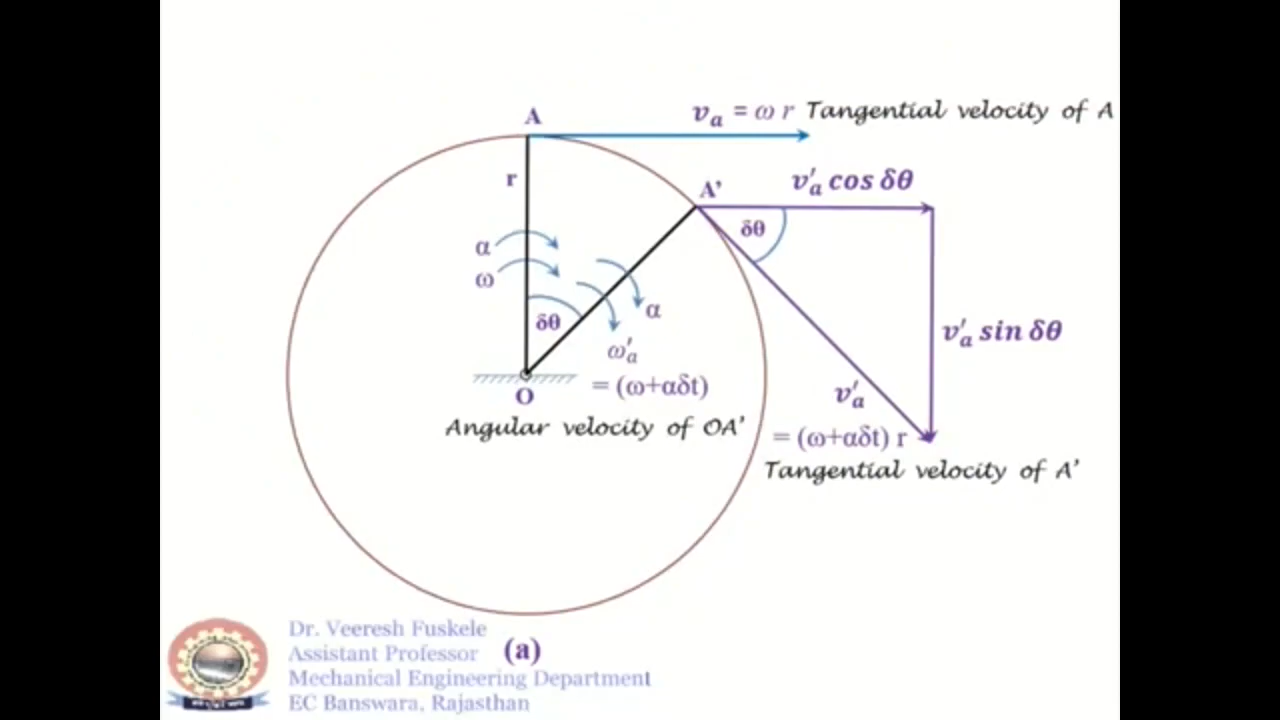 A
v_a = ω r Tangential velocity of A
r
A'
v'_a cos δθ
δθ
α
ω
δθ
α
ω'_a
= (ω+αδt)
O
Angular velocity of OA'
v'_a sin δθ
v'_a
= (ω+αδt) r
Tangential velocity of A'
Dr. Veeresh Fuskele
Assistant Professor
(a)
Mechanical Engineering Department
EC Banswara, Rajasthan